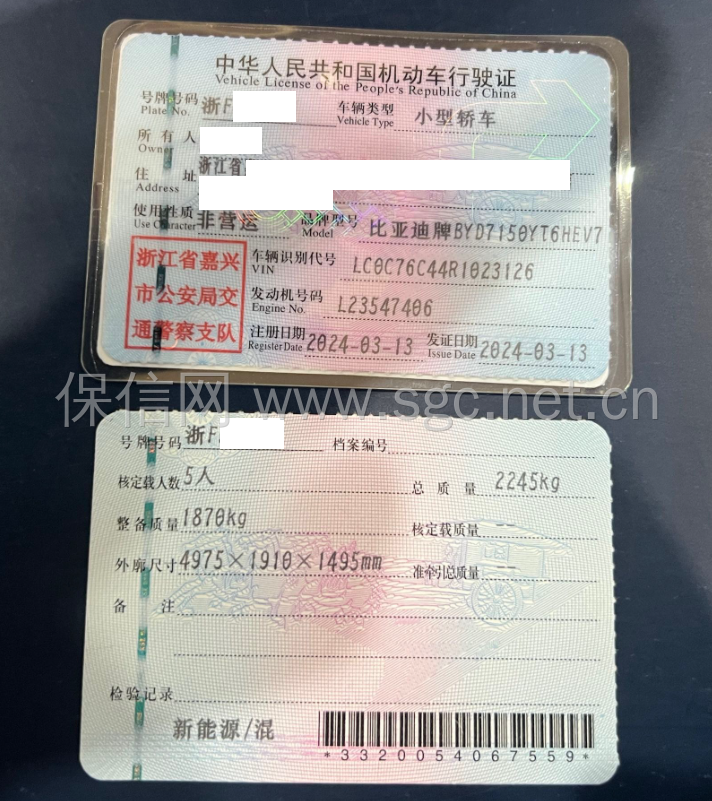 中华人民共和国机动车行驶证
Vehicle License of the People's Republic of China
号牌号码 浙F 车辆类型 小型轿车
Plate No. Vehicle Type
所有人
Owner
住址 浙江省
Address
使用性质 非营运 品牌型号 比亚迪牌BYD7150YT6HEV7
Use Character Model
浙江省嘉兴
市公安局交
通警察支队
车辆识别代号 LC0C76C44R1023126
VIN
发动机号码 L23547406
Engine No.
注册日期 2024-03-13 发证日期 2024-03-13
Register Date Issue Date
保信网 www.sgc.net.cn
号牌号码 浙F 档案编号
核定载人数 5人 总质量 2245kg
整备质量 1870kg 核定载质量 --
外廓尺寸 4975×1910×1495mm 准牵引总质量 --
备注
检验记录
新能源/混
*3320054067559*